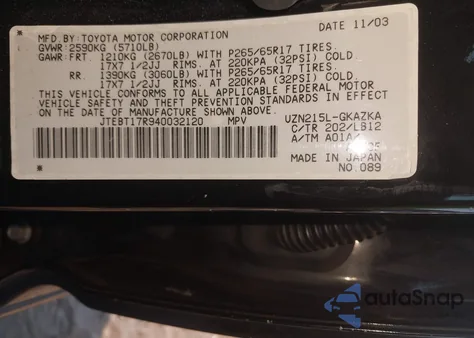 MFD. BY TOYOTA MOTOR CORPORATION DATE 11/03
GVWR: 2590KG (5710LB)
GAWR: FRT. 1210KG (2670LB) WITH P265/65R17 TIRES,
17X7 1/2JJ RIMS, AT 220KPA (32PSI) COLD
RR. 1390KG (3060LB) WITH P265/65R17 TIRES,
17X7 1/2JJ RIMS, AT 220KPA (32PSI) COLD
THIS VEHICLE CONFORMS TO ALL APPLICABLE FEDERAL MOTOR
VEHICLE SAFETY AND THEFT PREVENTION STANDARDS IN EFFECT
ON THE DATE OF MANUFACTURE SHOWN ABOVE.
JTEBT17R940032120 MPV UZN215L-GKAZKA
C/TR 202/LB12
A/TM A01A/
MADE IN JAPAN
NO.089
autoSnap